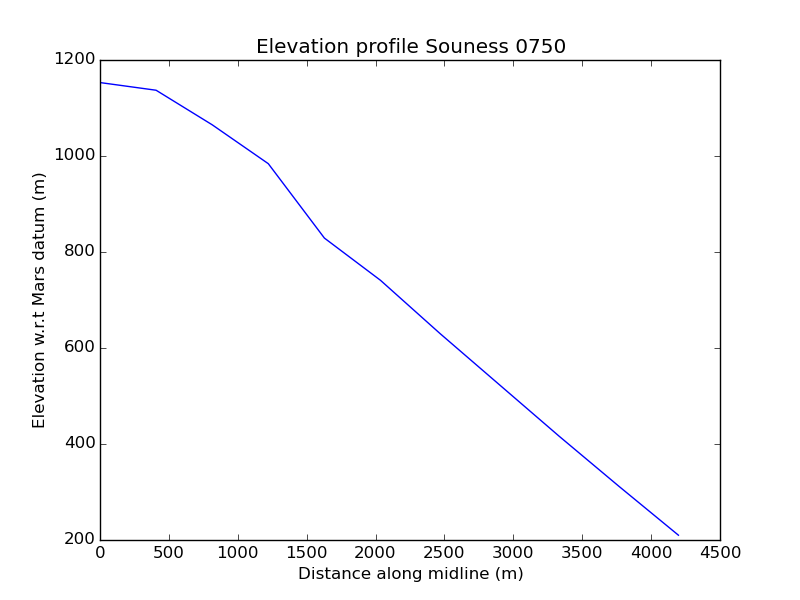 Elevation profile Souness 0750
1200
1000
800
600
400
200
Elevation w.r.t Mars datum (m)
0 500 1000 1500 2000 2500 3000 3500 4000 4500
Distance along midline (m)